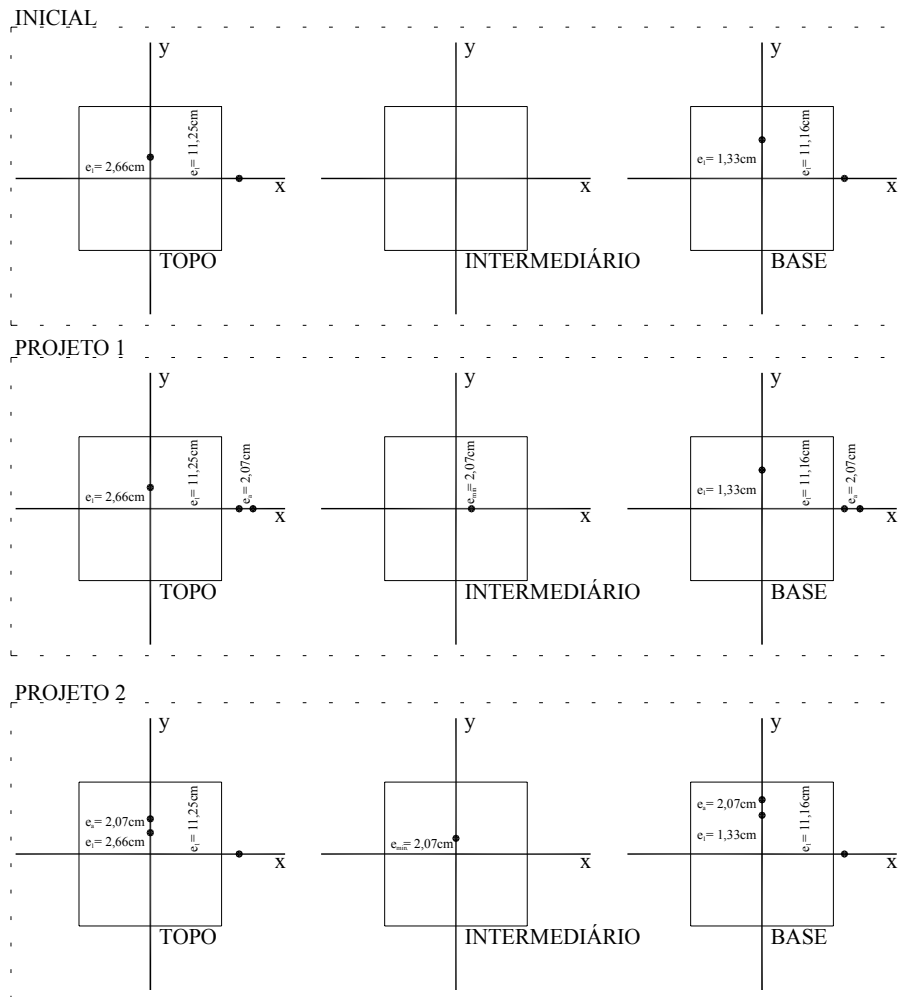 INICIAL
y
y
y
eᵢ= 2,66cm
eᵢ= 11,25cm
eᵢ= 1,33cm
eᵢ= 11,16cm
x
x
x
TOPO
INTERMEDIÁRIO
BASE
PROJETO 1
y
y
y
eᵢ= 2,66cm
eᵢ= 11,25cm
eₐ= 2,07cm
eₘᵢₙ= 2,07cm
eᵢ= 1,33cm
eᵢ= 11,16cm
eₐ= 2,07cm
x
x
x
TOPO
INTERMEDIÁRIO
BASE
PROJETO 2
y
y
y
eₐ= 2,07cm
eᵢ= 2,66cm
eᵢ= 11,25cm
eₘᵢₙ= 2,07cm
eₐ= 2,07cm
eᵢ= 1,33cm
eᵢ= 11,16cm
x
x
x
TOPO
INTERMEDIÁRIO
BASE